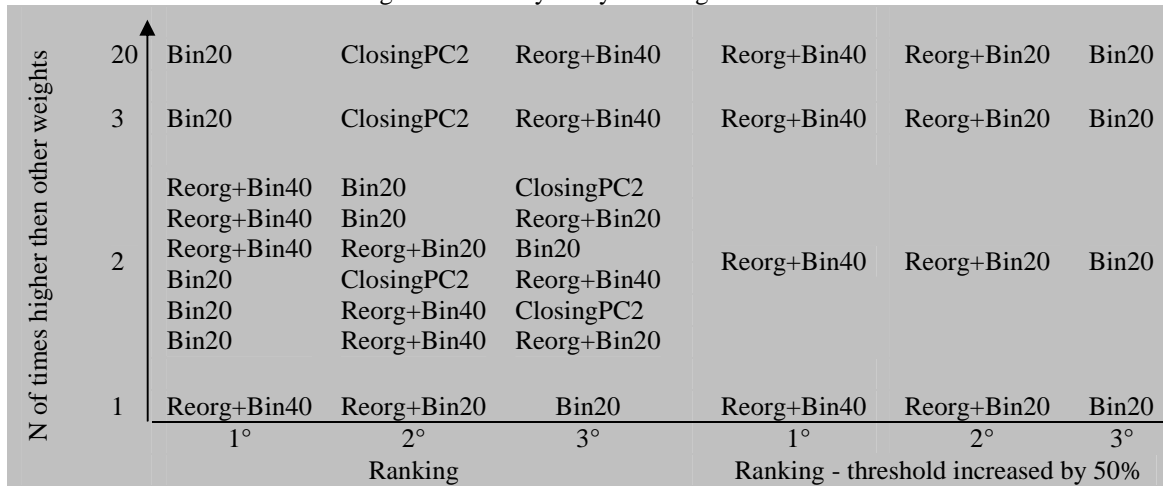 N of times higher then other weights
20 Bin20 ClosingPC2 Reorg+Bin40 Reorg+Bin40 Reorg+Bin20 Bin20
3 Bin20 ClosingPC2 Reorg+Bin40 Reorg+Bin40 Reorg+Bin20 Bin20
Reorg+Bin40 Bin20 ClosingPC2
Reorg+Bin40 Bin20 Reorg+Bin20
Reorg+Bin40 Reorg+Bin20 Bin20
2 Reorg+Bin40 Reorg+Bin20 Bin20
Bin20 ClosingPC2 Reorg+Bin40
Bin20 Reorg+Bin40 ClosingPC2
Bin20 Reorg+Bin40 Reorg+Bin20
1 Reorg+Bin40 Reorg+Bin20 Bin20 Reorg+Bin40 Reorg+Bin20 Bin20
1° 2° 3° 1° 2° 3°
Ranking Ranking - threshold increased by 50%